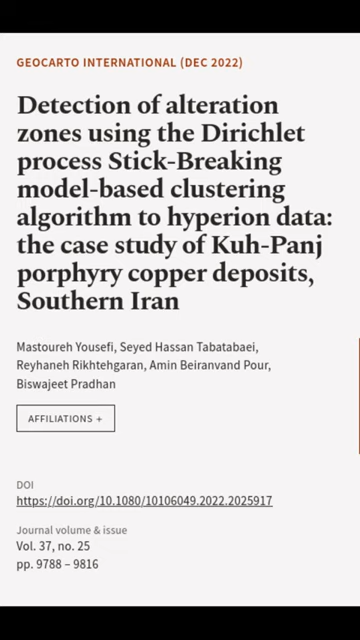 GEOCARTO INTERNATIONAL (DEC 2022)
Detection of alteration
zones using the Dirichlet
process Stick-Breaking
model-based clustering
algorithm to hyperion data:
the case study of Kuh-Panj
porphyry copper deposits,
Southern Iran
Mastoureh Yousefi, Seyed Hassan Tabatabaei,
Reyhaneh Rikhtehgaran, Amin Beiranvand Pour,
Biswajeet Pradhan
AFFILIATIONS +
DOI
https://doi.org/10.1080/10106049.2022.2025917
Journal volume & issue
Vol. 37, no. 25
pp. 9788 – 9816